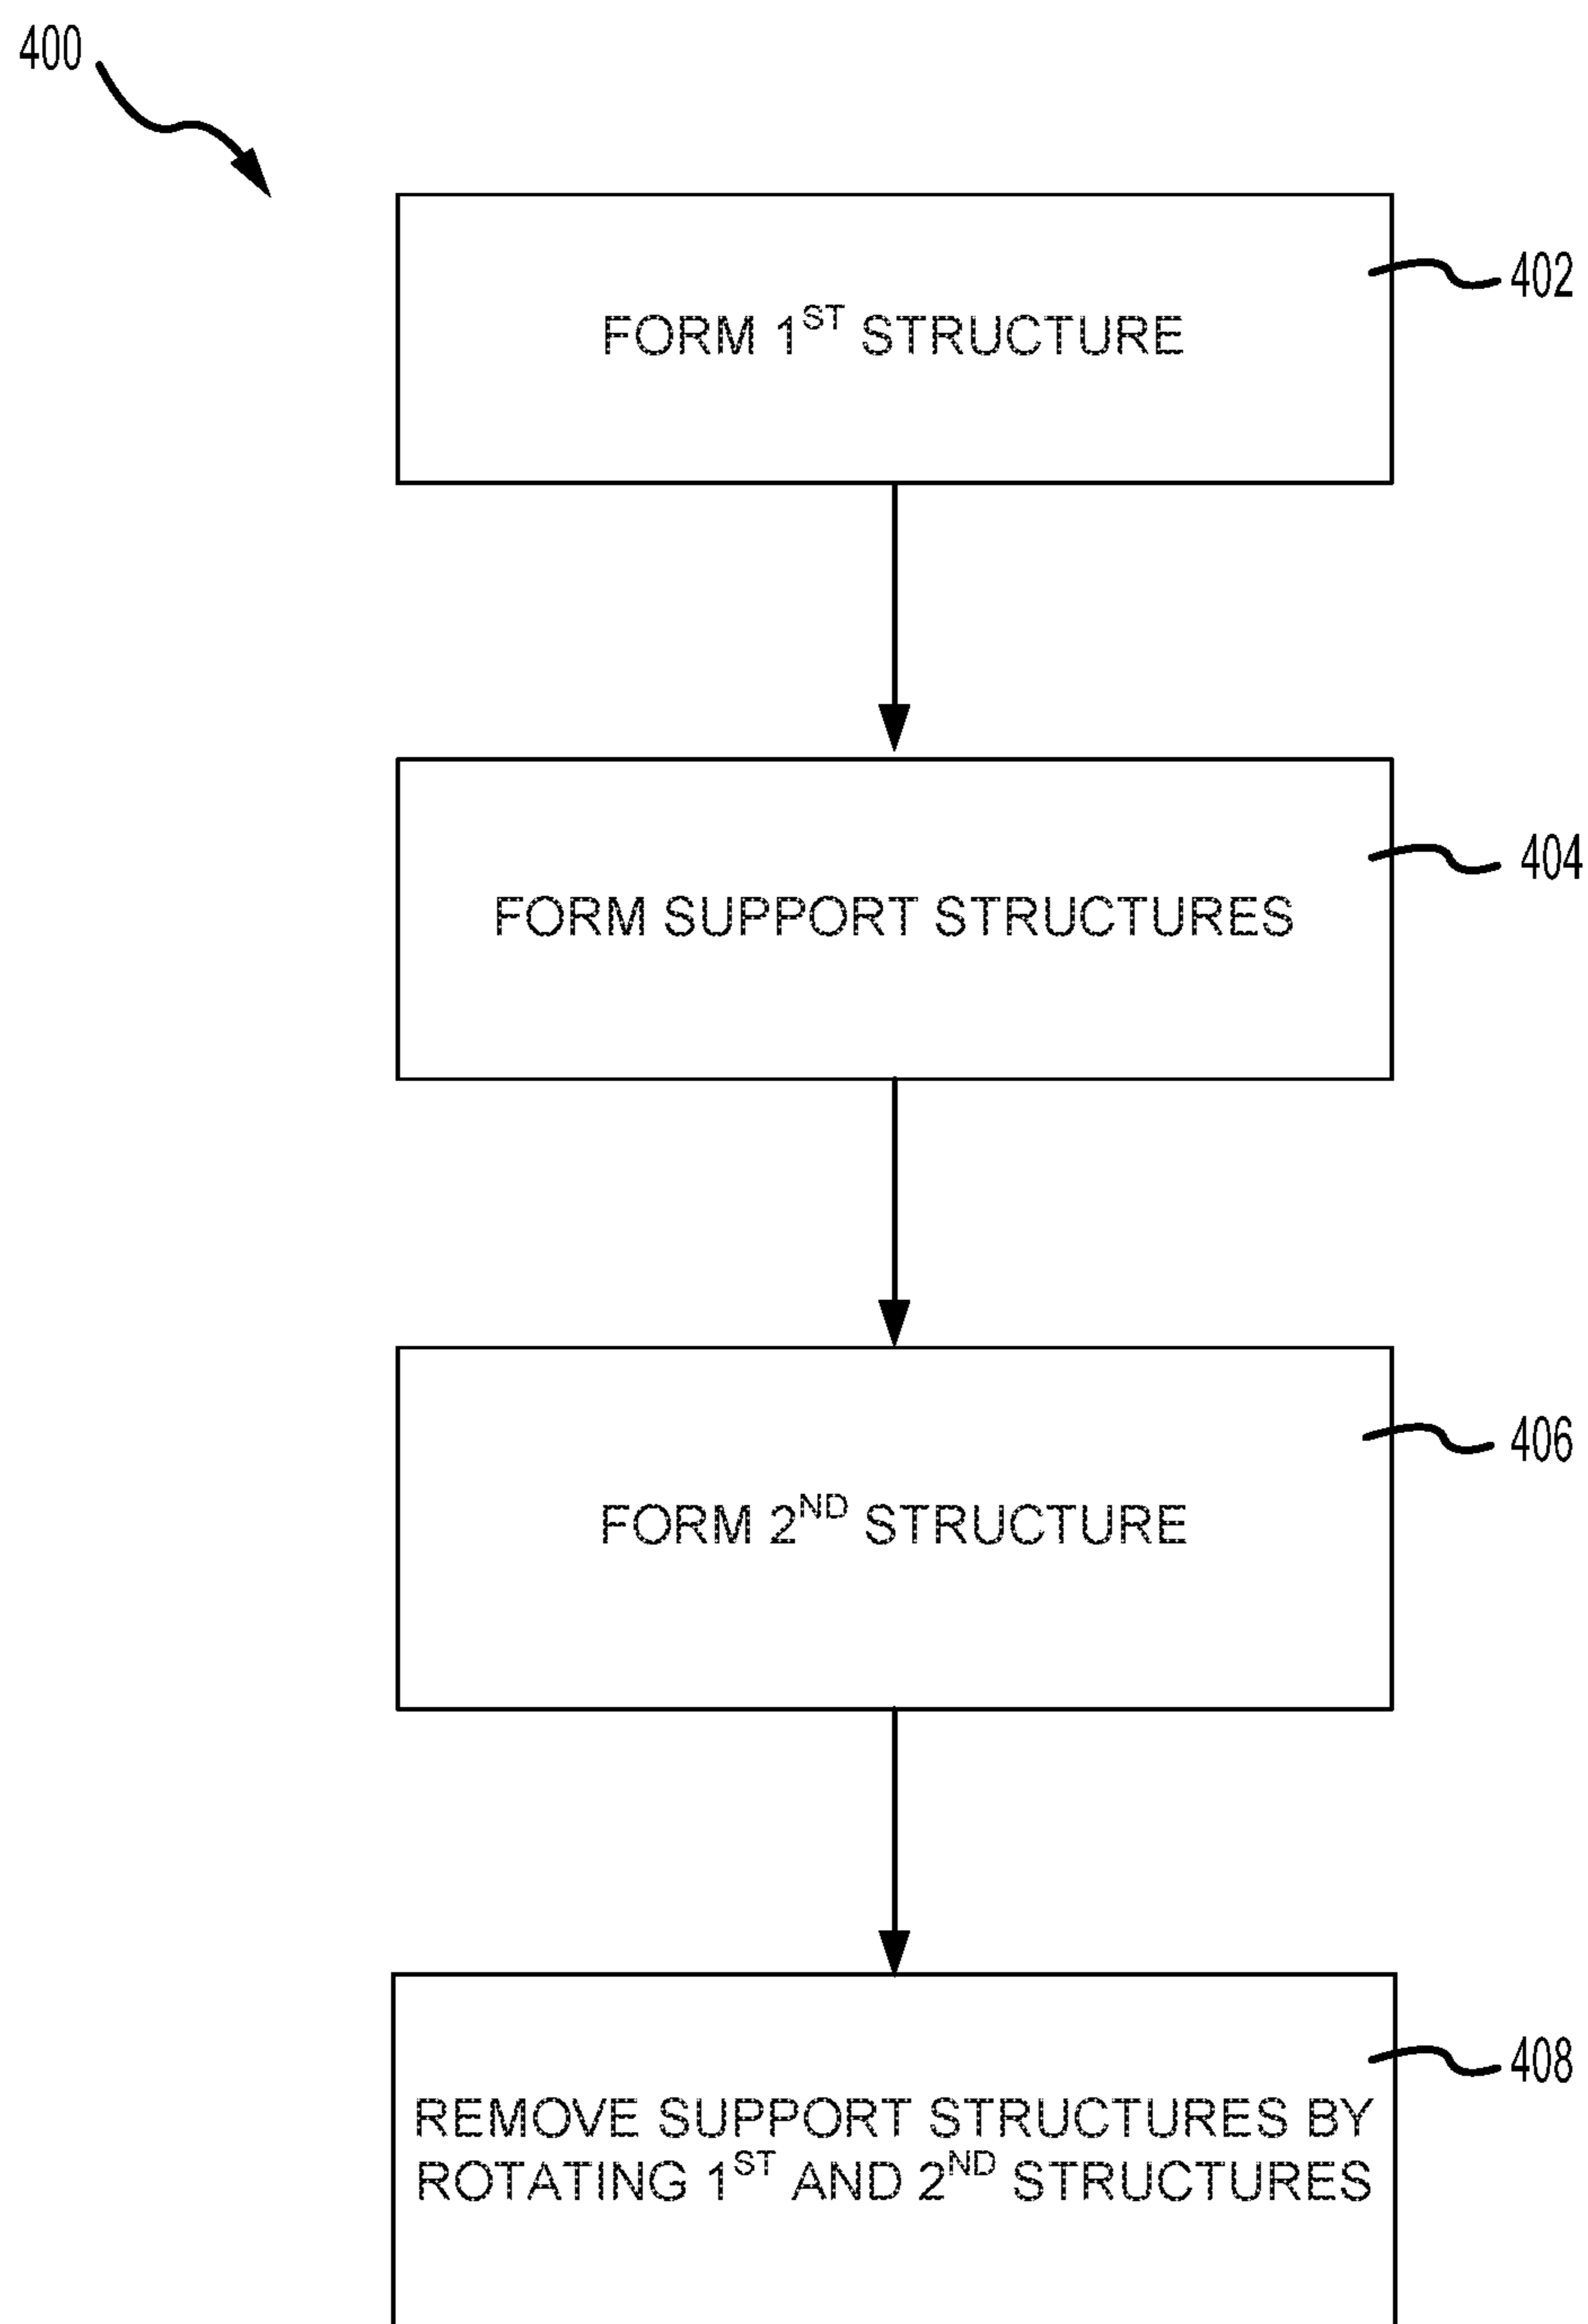 400
FORM 1ST STRUCTURE
402
FORM SUPPORT STRUCTURES
404
FORM 2ND STRUCTURE
406
REMOVE SUPPORT STRUCTURES BY
ROTATING 1ST AND 2ND STRUCTURES
408